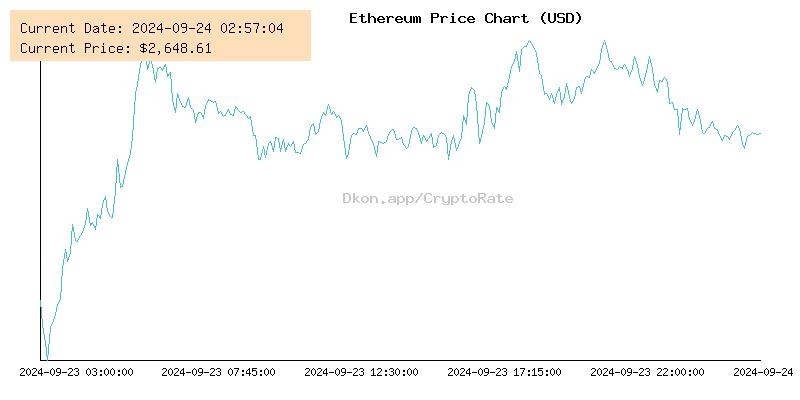 Ethereum Price Chart (USD)
Current Date: 2024-09-24 02:57:04
Current Price: $2,648.61
Dkon.app/CryptoRate
2024-09-23 03:00:00 2024-09-23 07:45:00 2024-09-23 12:30:00 2024-09-23 17:15:00 2024-09-23 22:00:00 2024-09-24